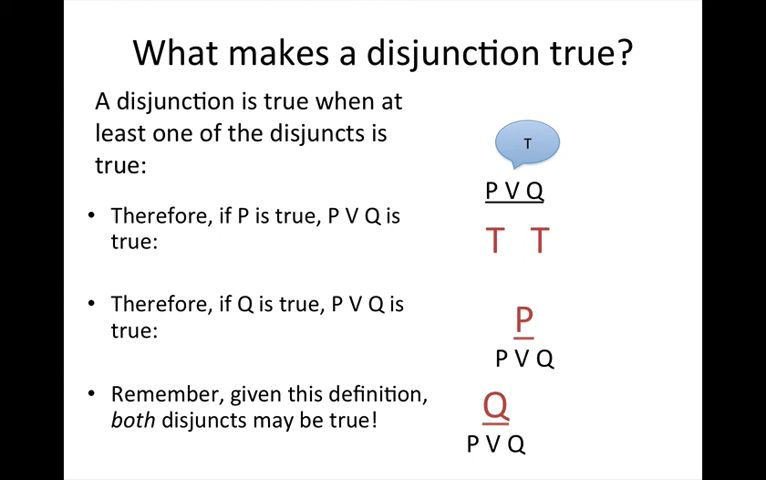 What makes a disjunction true?
A disjunction is true when at
least one of the disjuncts is
true:
T
P V Q
• Therefore, if P is true, P V Q is
true:
T T
• Therefore, if Q is true, P V Q is
true:
P
P V Q
• Remember, given this definition,
both disjuncts may be true!
Q
P V Q